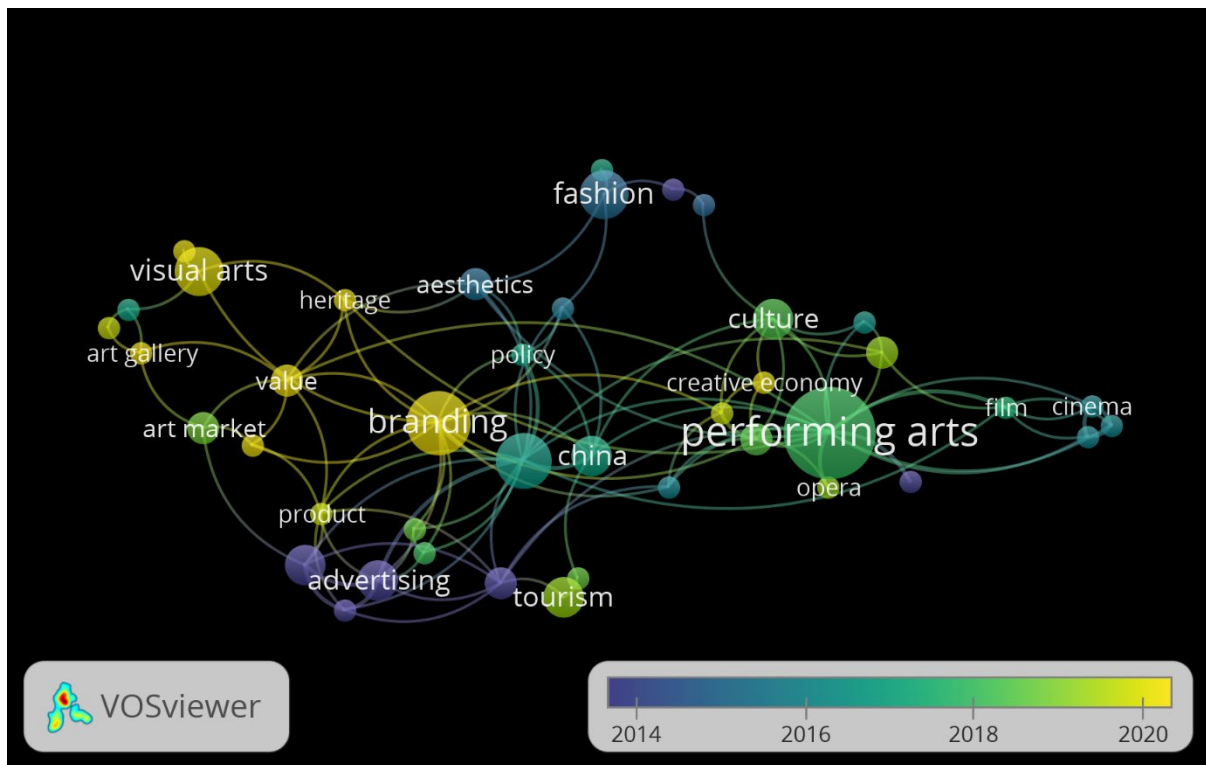 fashion
visual arts
aesthetics
heritage
culture
art gallery
policy
value
creative economy
branding
film
cinema
art market
performing arts
china
opera
product
advertising
tourism
VOSviewer
2014
2016
2018
2020